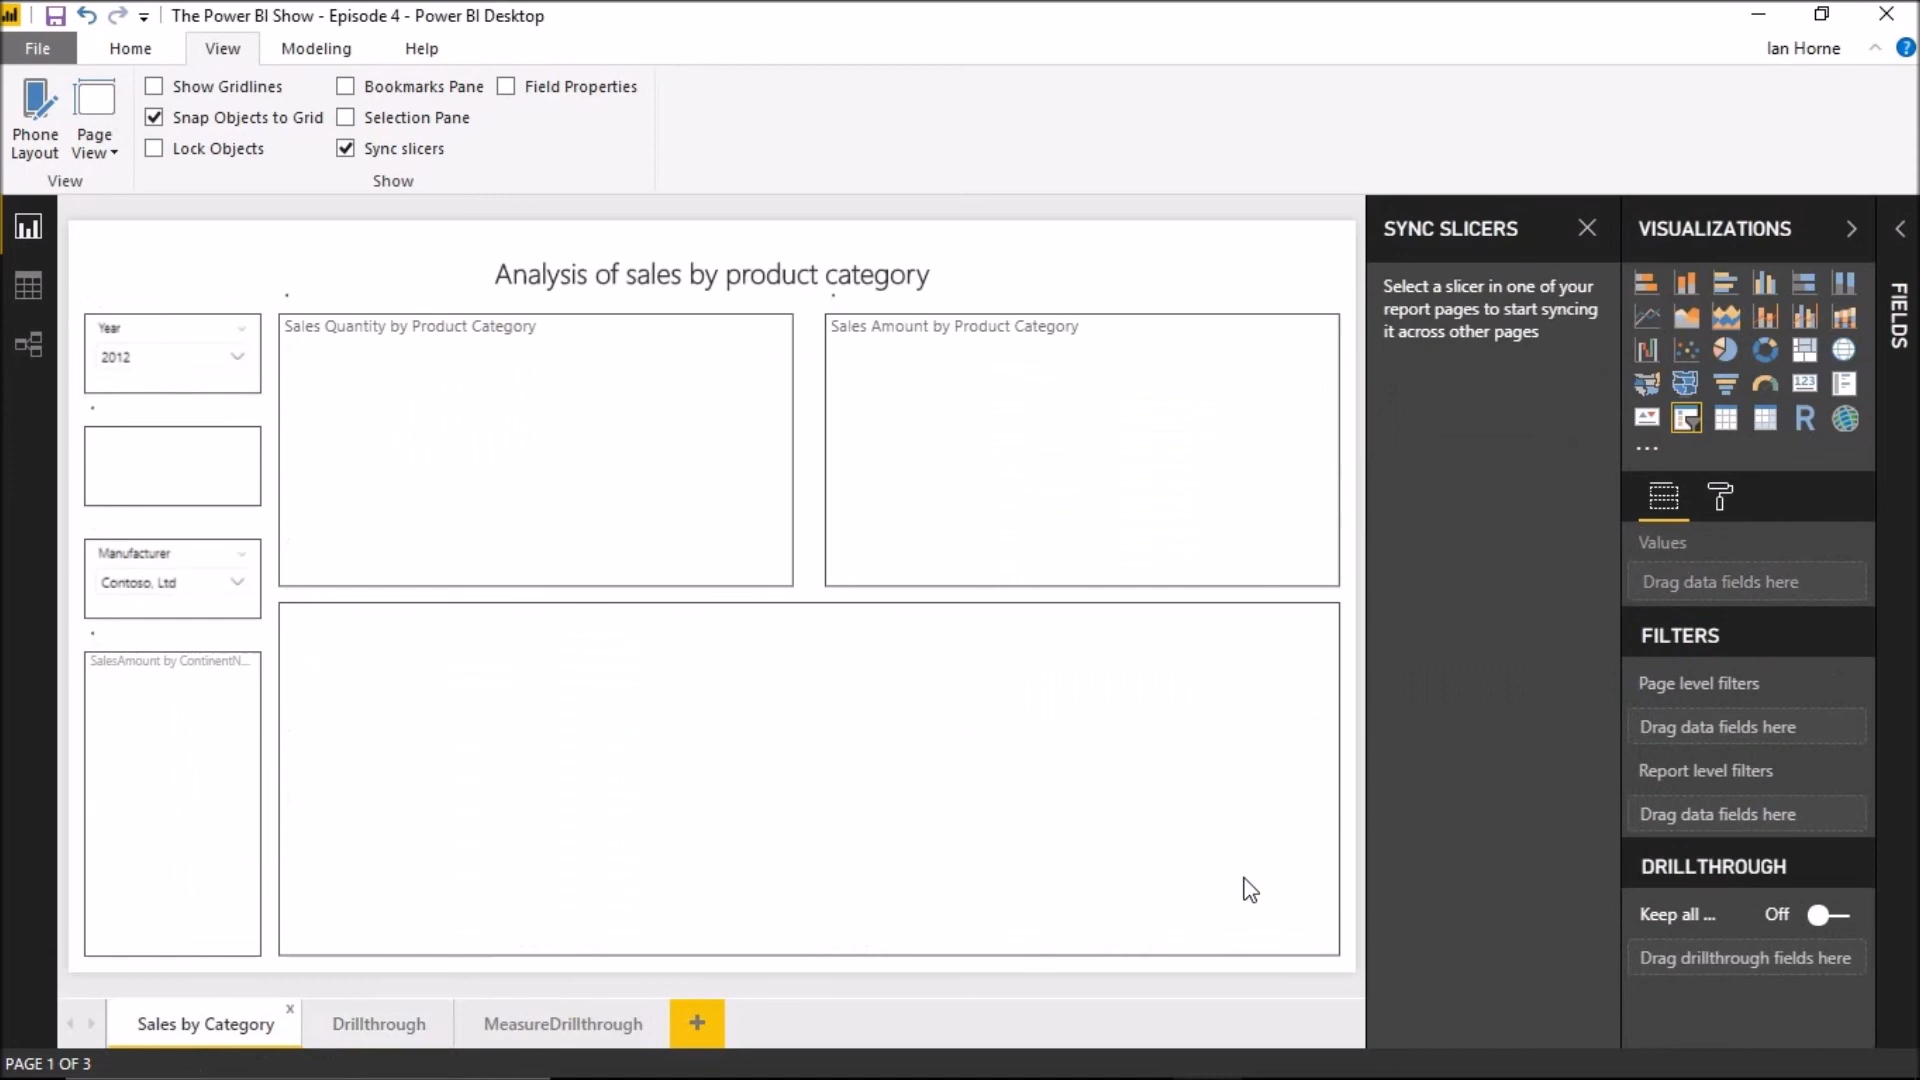 The Power BI Show - Episode 4 - Power BI Desktop
File
Home
View
Modeling
Help
Ian Horne
?
Show Gridlines
Bookmarks Pane
Field Properties
Snap Objects to Grid
Selection Pane
Lock Objects
Sync slicers
Phone
Layout
Page
View
View
Show
Analysis of sales by product category
Year
2012
Sales Quantity by Product Category
Sales Amount by Product Category
Manufacturer
Contoso, Ltd
SalesAmount by ContinentN...
SYNC SLICERS
Select a slicer in one of your
report pages to start syncing
it across other pages
VISUALIZATIONS
123
R
...
Values
Drag data fields here
FILTERS
Page level filters
Drag data fields here
Report level filters
Drag data fields here
DRILLTHROUGH
Keep all ...
Off
Drag drillthrough fields here
FIELDS
Sales by Category
x
Drillthrough
MeasureDrillthrough
+
PAGE 1 OF 3